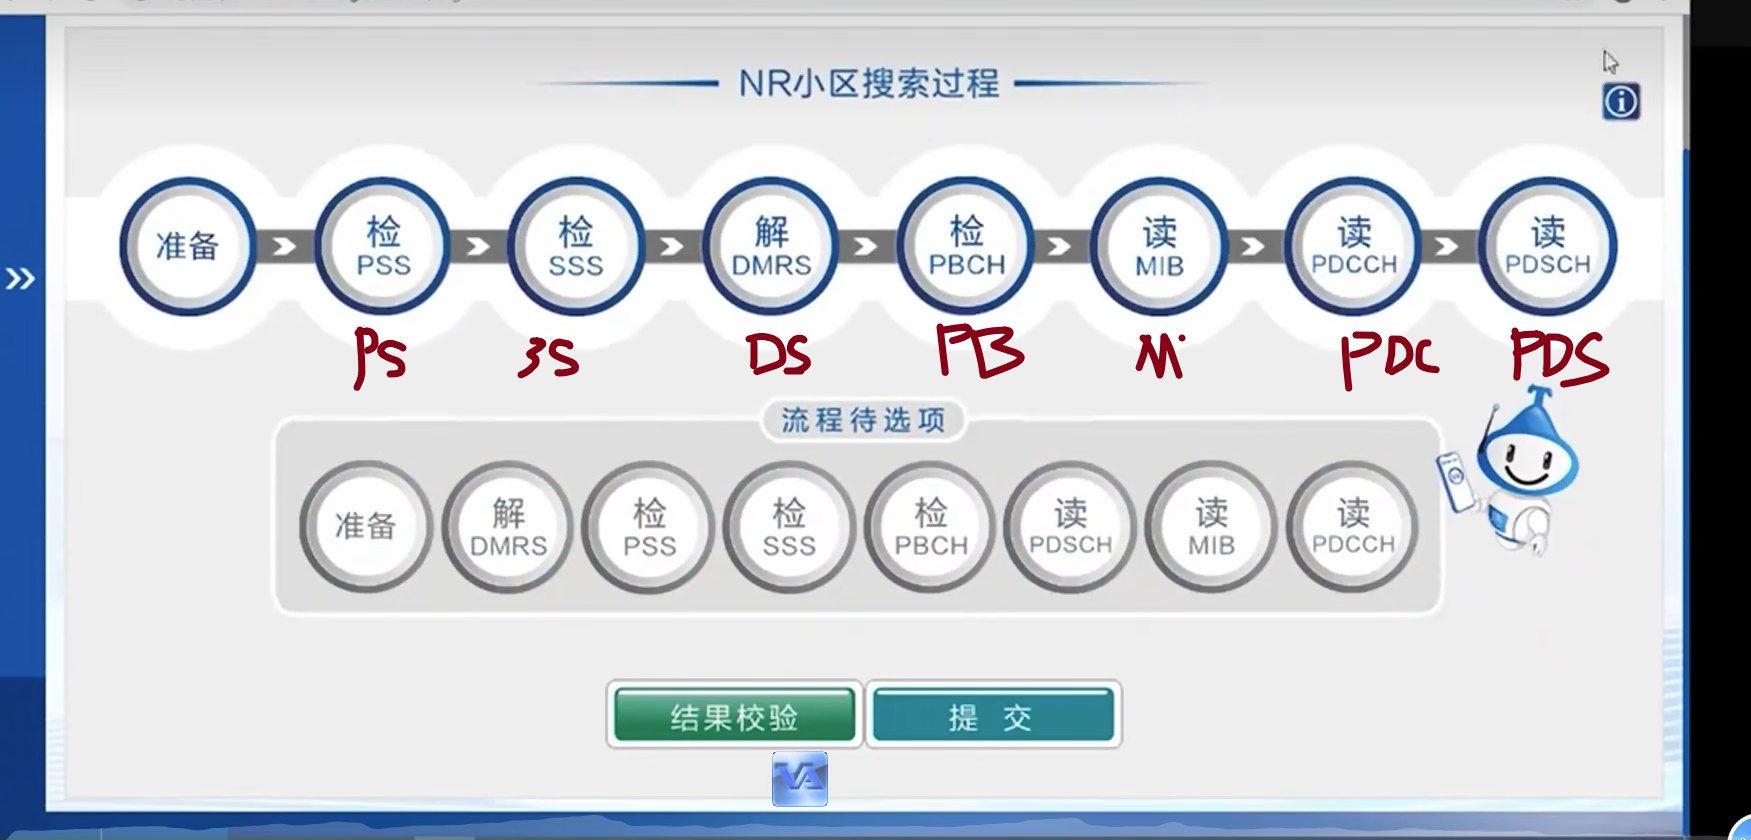 NR小区搜索过程
准备 检 PSS 检 SSS 解 DMRS 检 PBCH 读 MIB 读 PDCCH 读 PDSCH
PS SS DS PB M PDC PDS
流程待选项
准备 解 DMRS 检 PSS 检 SSS 检 PBCH 读 PDSCH 读 MIB 读 PDCCH
结果校验 提 交
VA